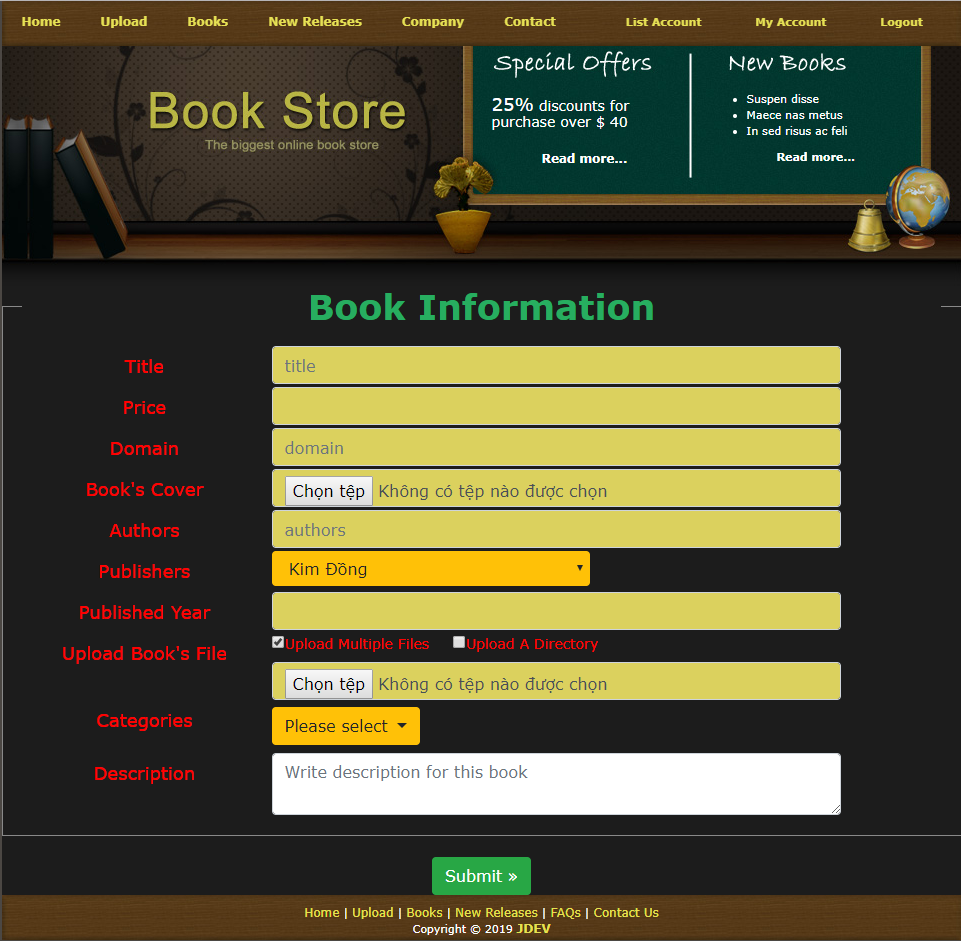 Home Upload Books New Releases Company Contact List Account My Account Logout
Book Store
The biggest online book store
Special Offers
25% discounts for
purchase over $ 40
Read more...
New Books
Suspen disse
Maece nas metus
In sed risus ac feli
Read more...
Book Information
Title title
Price
Domain domain
Book's Cover Chọn tệp Không có tệp nào được chọn
Authors authors
Publishers Kim Đồng
Published Year
Upload Book's File Upload Multiple Files Upload A Directory
Chọn tệp Không có tệp nào được chọn
Categories Please select
Description Write description for this book
Submit »
Home | Upload | Books | New Releases | FAQs | Contact Us
Copyright © 2019 JDEV